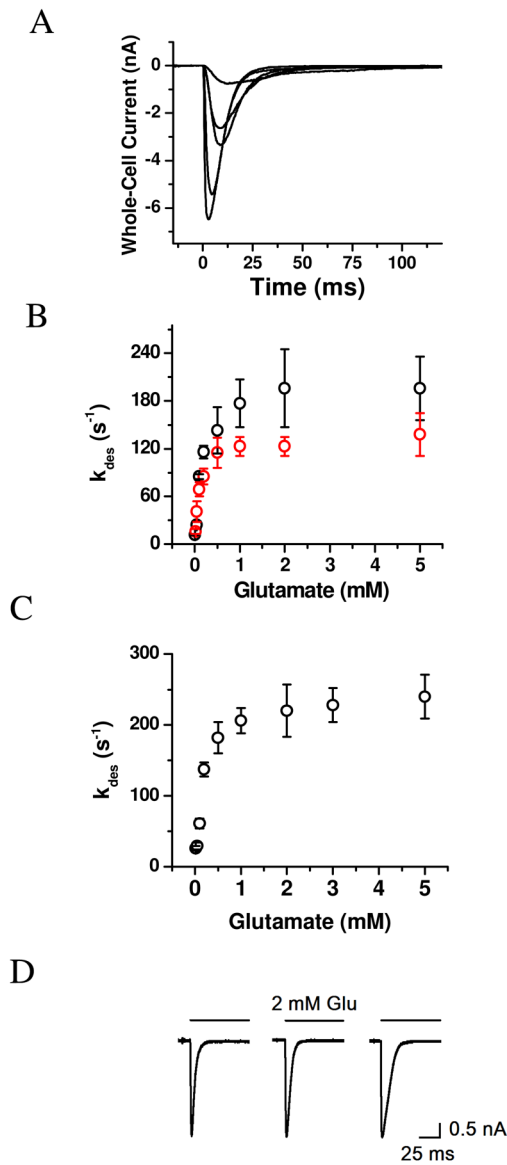 A
Whole-Cell Current (nA)
0
-2
-4
-6
0 25 50 75 100
Time (ms)
B
k_des (s⁻¹)
240
180
120
60
0
0 1 2 3 4 5
Glutamate (mM)
C
k_des (s⁻¹)
300
200
100
0
0 1 2 3 4 5
Glutamate (mM)
D
2 mM Glu
0.5 nA
25 ms